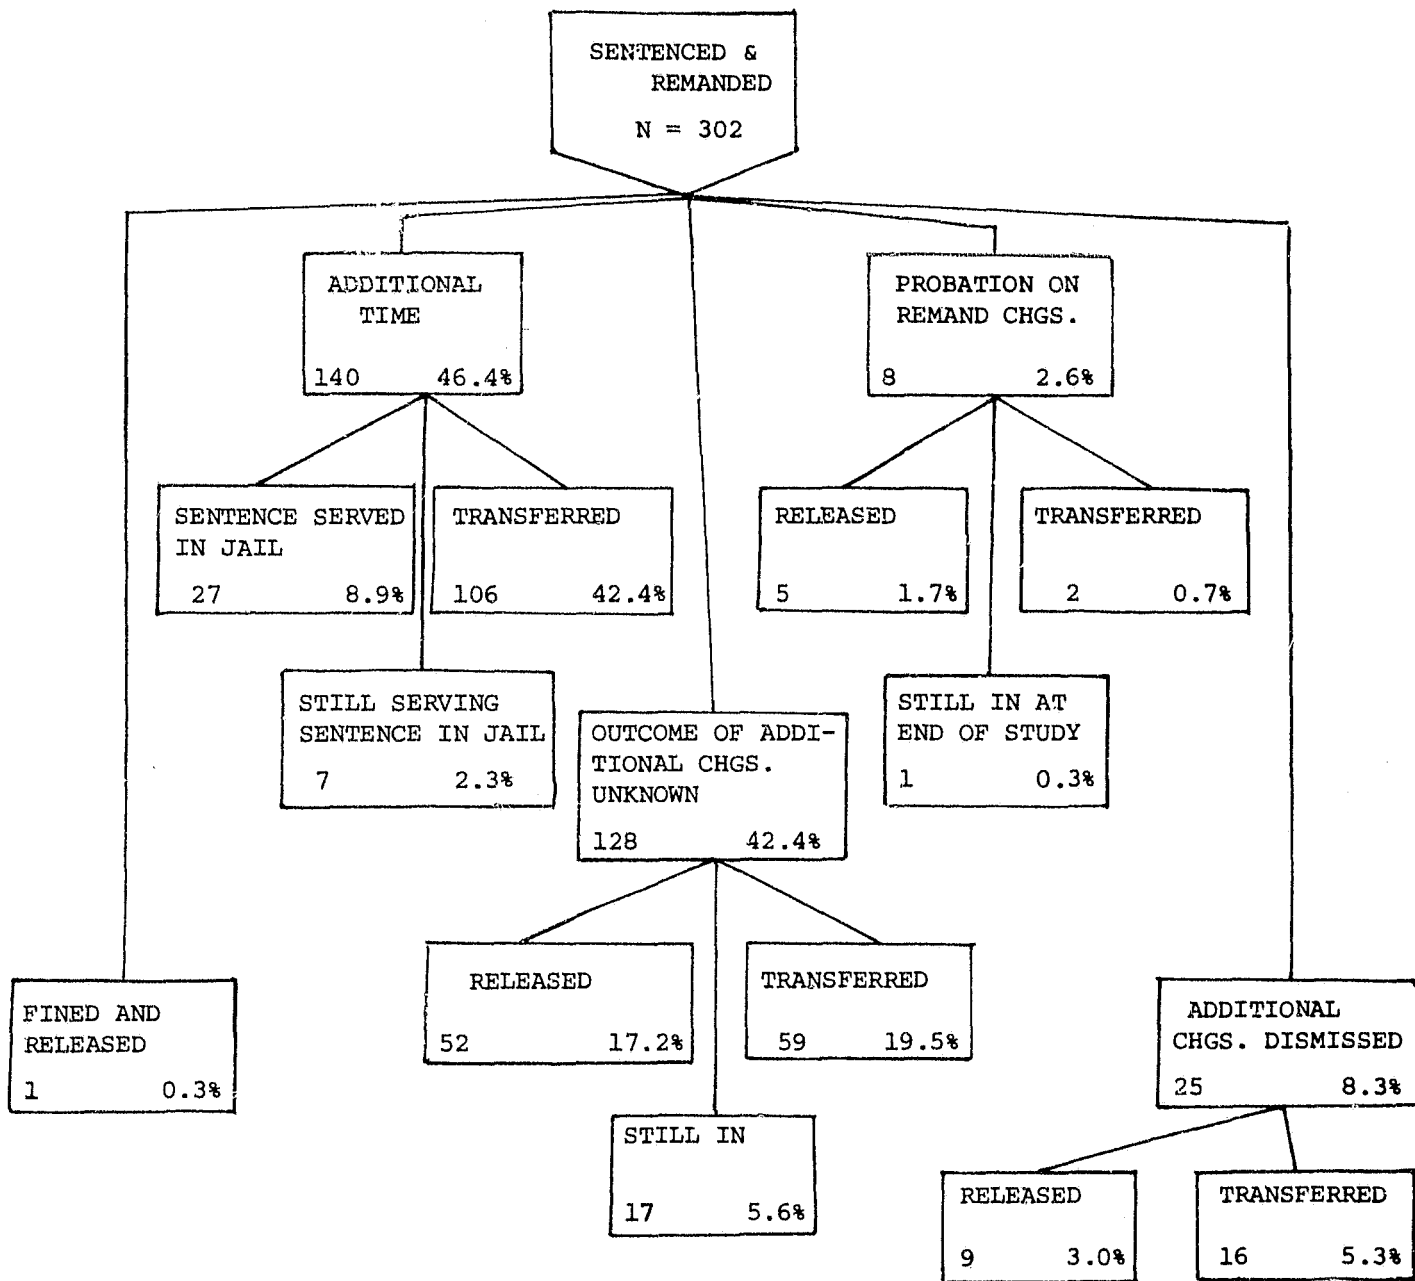 SENTENCED &
REMANDED
N = 302
ADDITIONAL
TIME
140 46.4%
PROBATION ON
REMAND CHGS.
8 2.6%
SENTENCE SERVED
IN JAIL
27 8.9%
TRANSFERRED
106 42.4%
RELEASED
5 1.7%
TRANSFERRED
2 0.7%
STILL SERVING
SENTENCE IN JAIL
7 2.3%
OUTCOME OF ADDI-
TIONAL CHGS.
UNKNOWN
128 42.4%
STILL IN AT
END OF STUDY
1 0.3%
RELEASED
52 17.2%
TRANSFERRED
59 19.5%
FINED AND
RELEASED
1 0.3%
ADDITIONAL
CHGS. DISMISSED
25 8.3%
STILL IN
17 5.6%
RELEASED
9 3.0%
TRANSFERRED
16 5.3%